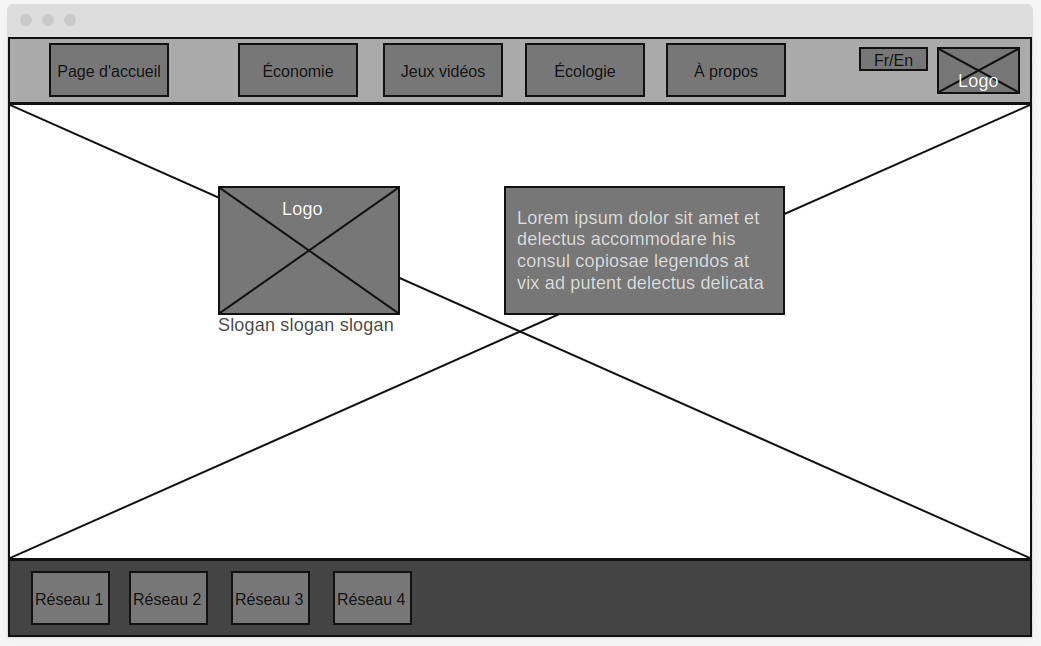 Page d'accueil
Économie
Jeux vidéos
Écologie
À propos
Fr/En
Logo
Logo
Slogan slogan slogan
Lorem ipsum dolor sit amet et
delectus accommodare his
consul copiosae legendos at
vix ad putent delectus delicata
Réseau 1
Réseau 2
Réseau 3
Réseau 4